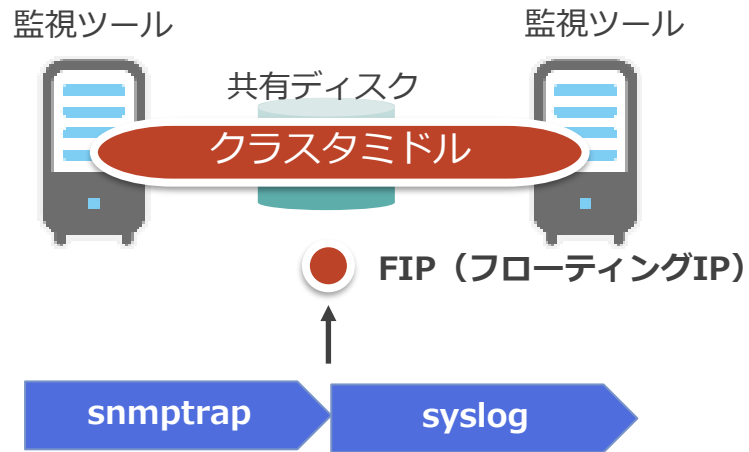 監視ツール
監視ツール
共有ディスク
クラスタミドル
FIP（フローティングIP）
snmptrap
syslog